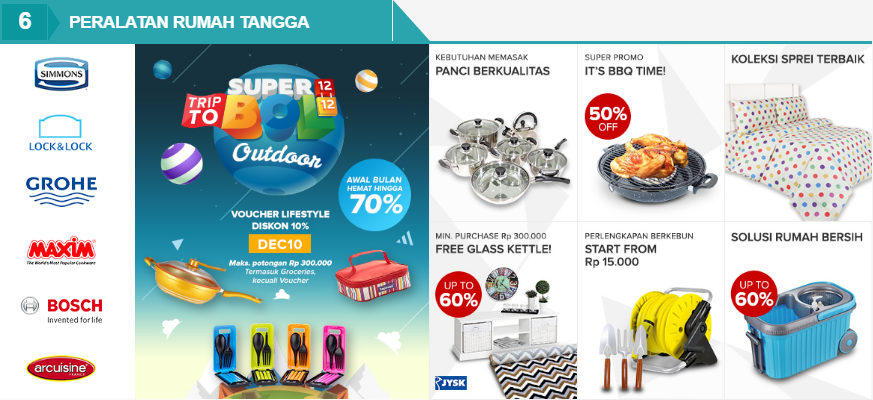 6
PERALATAN RUMAH TANGGA
SIMMONS
LOCK&LOCK
GROHE
MAXIM®
The World's Most Popular Cookware
BOSCH
Invented for life
arcuisine
TRIP
TO
SUPER
BOL
12
11
12
Outdoor
AWAL BULAN
HEMAT HINGGA
70%
VOUCHER LIFESTYLE
DISKON 10%
DEC10
Maks. potongan Rp 300.000
Termasuk Groceries,
kecuali Voucher
KEBUTUHAN MEMASAK
PANCI BERKUALITAS
SUPER PROMO
IT'S BBQ TIME!
50%
OFF
KOLEKSI SPREI TERBAIK
MIN. PURCHASE Rp 300.000
FREE GLASS KETTLE!
UP TO
60%
JYSK
PERLENGKAPAN BERKEBUN
START FROM
Rp 15.000
SOLUSI RUMAH BERSIH
UP TO
60%